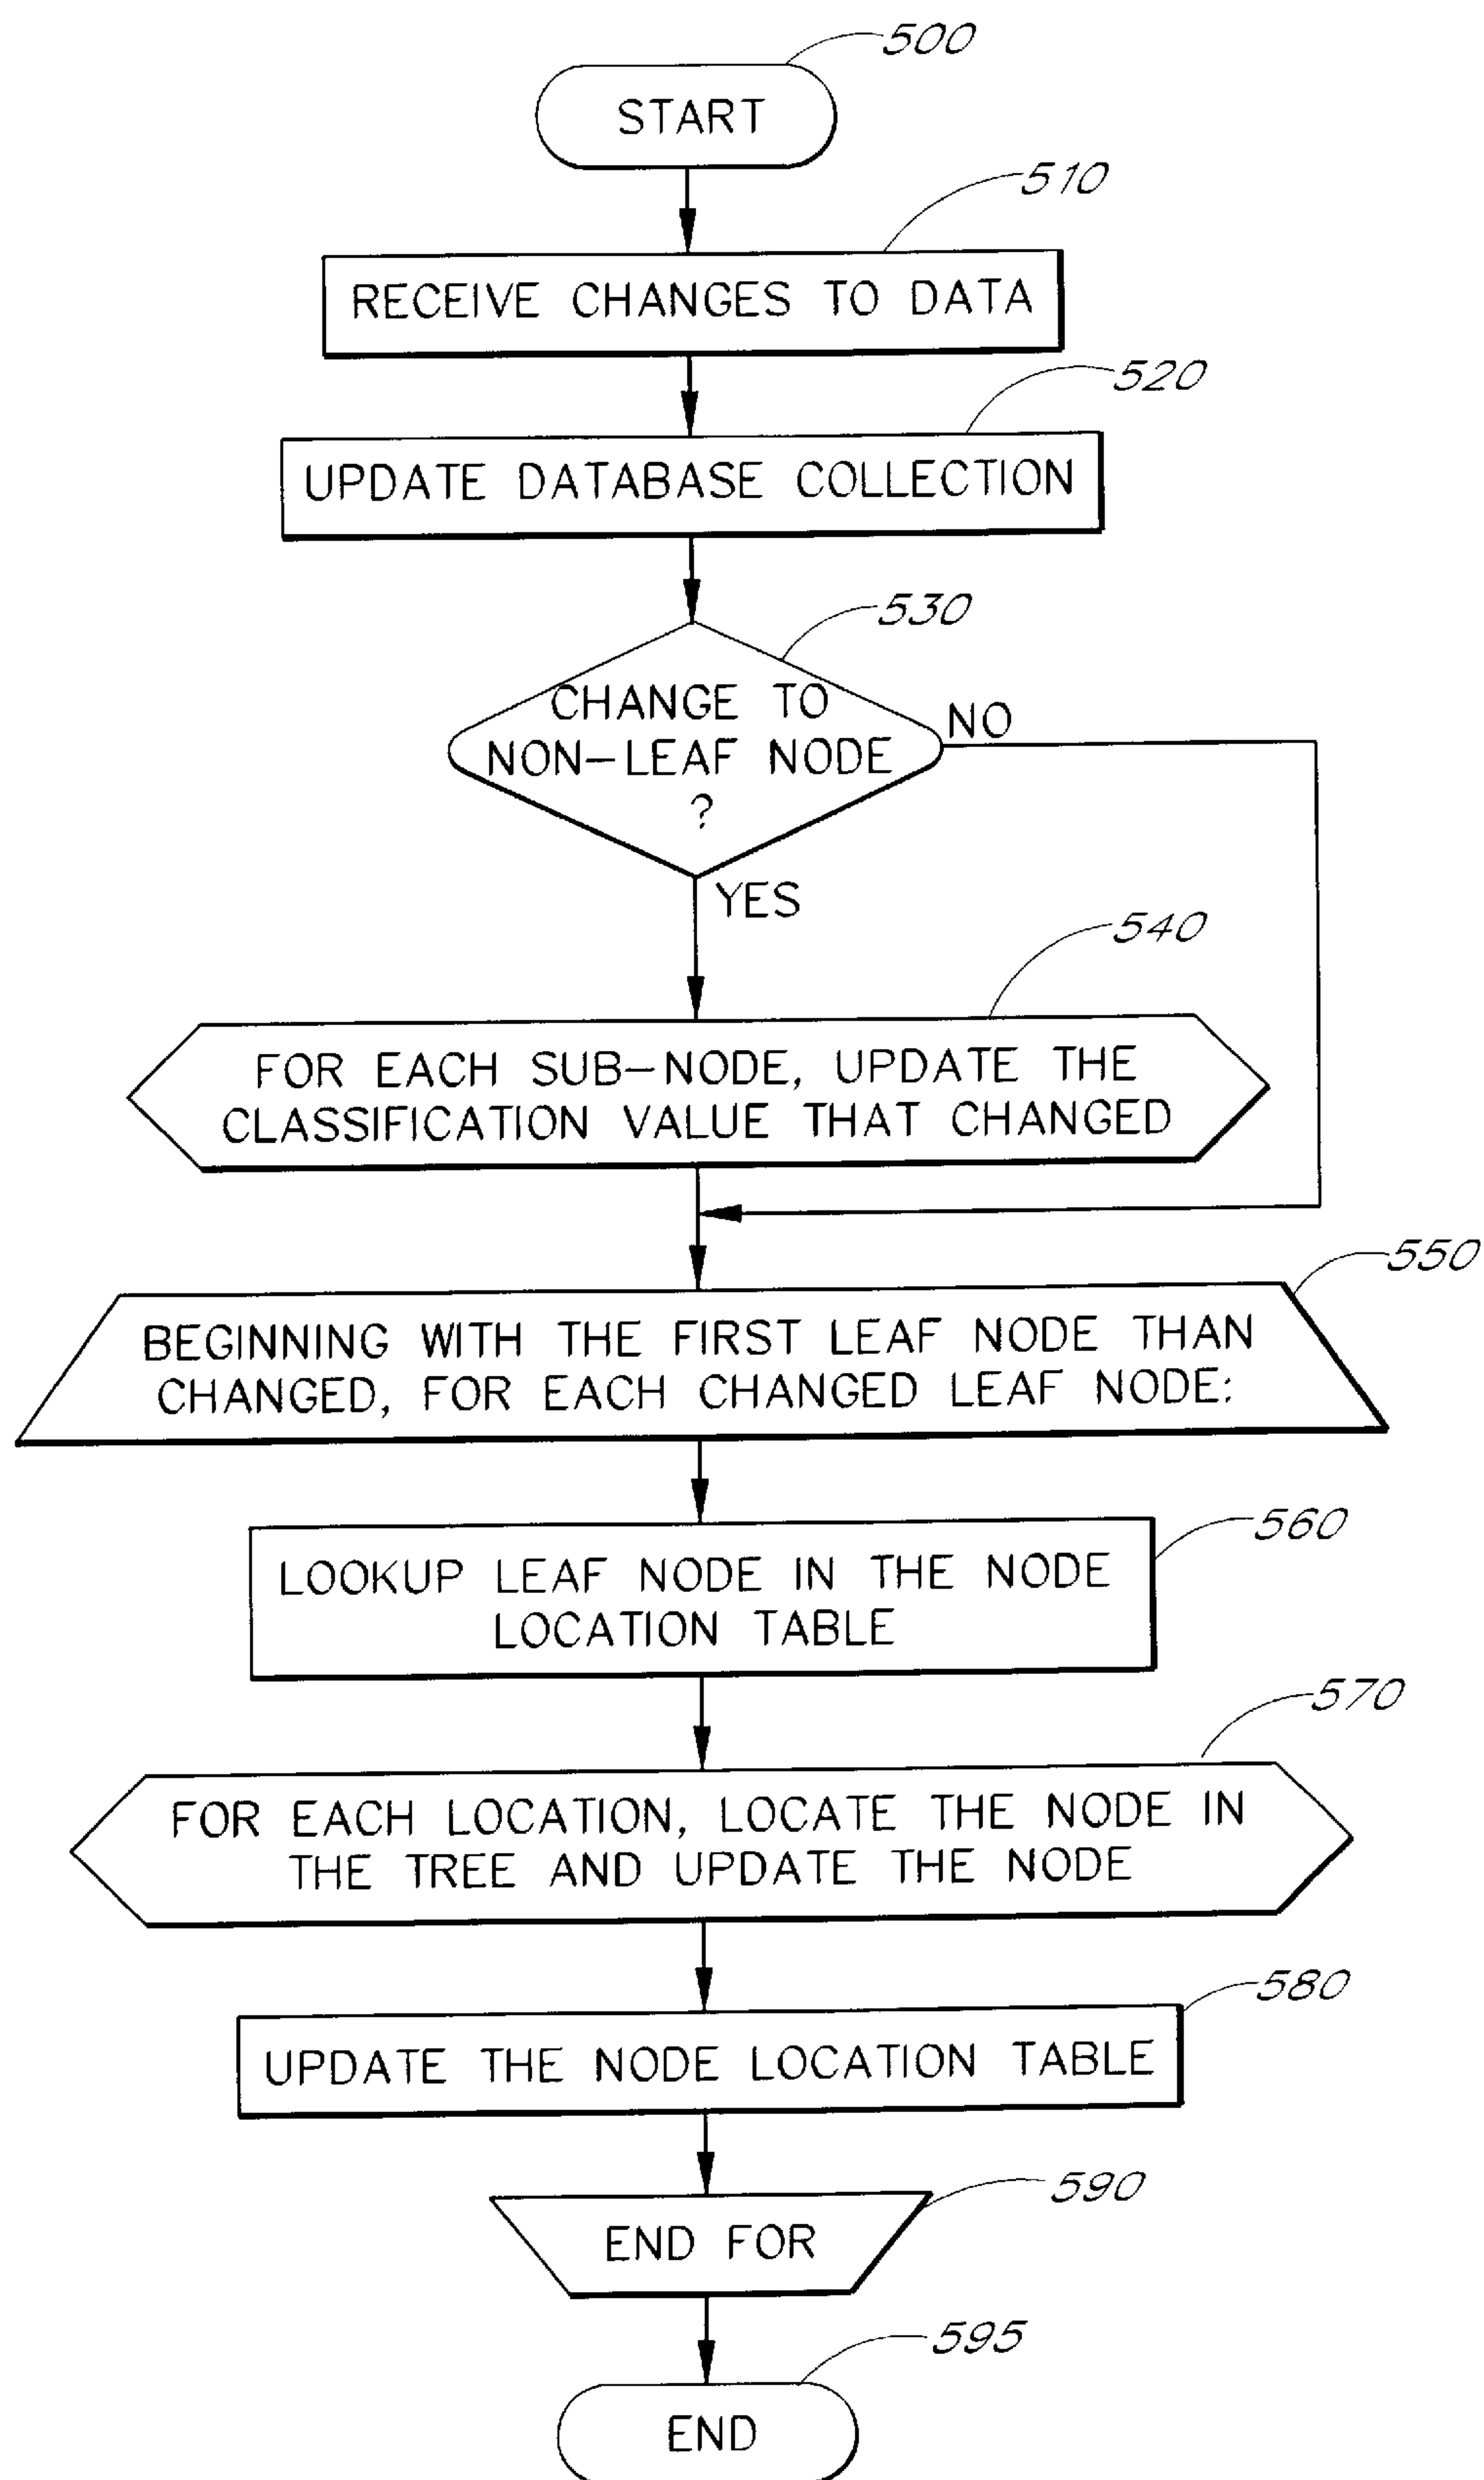 500
START
510
RECEIVE CHANGES TO DATA
520
UPDATE DATABASE COLLECTION
530
CHANGE TO
NON-LEAF NODE
?
NO
YES
540
FOR EACH SUB-NODE, UPDATE THE
CLASSIFICATION VALUE THAT CHANGED
550
BEGINNING WITH THE FIRST LEAF NODE THAN
CHANGED, FOR EACH CHANGED LEAF NODE:
560
LOOKUP LEAF NODE IN THE NODE
LOCATION TABLE
570
FOR EACH LOCATION, LOCATE THE NODE IN
THE TREE AND UPDATE THE NODE
580
UPDATE THE NODE LOCATION TABLE
590
END FOR
595
END